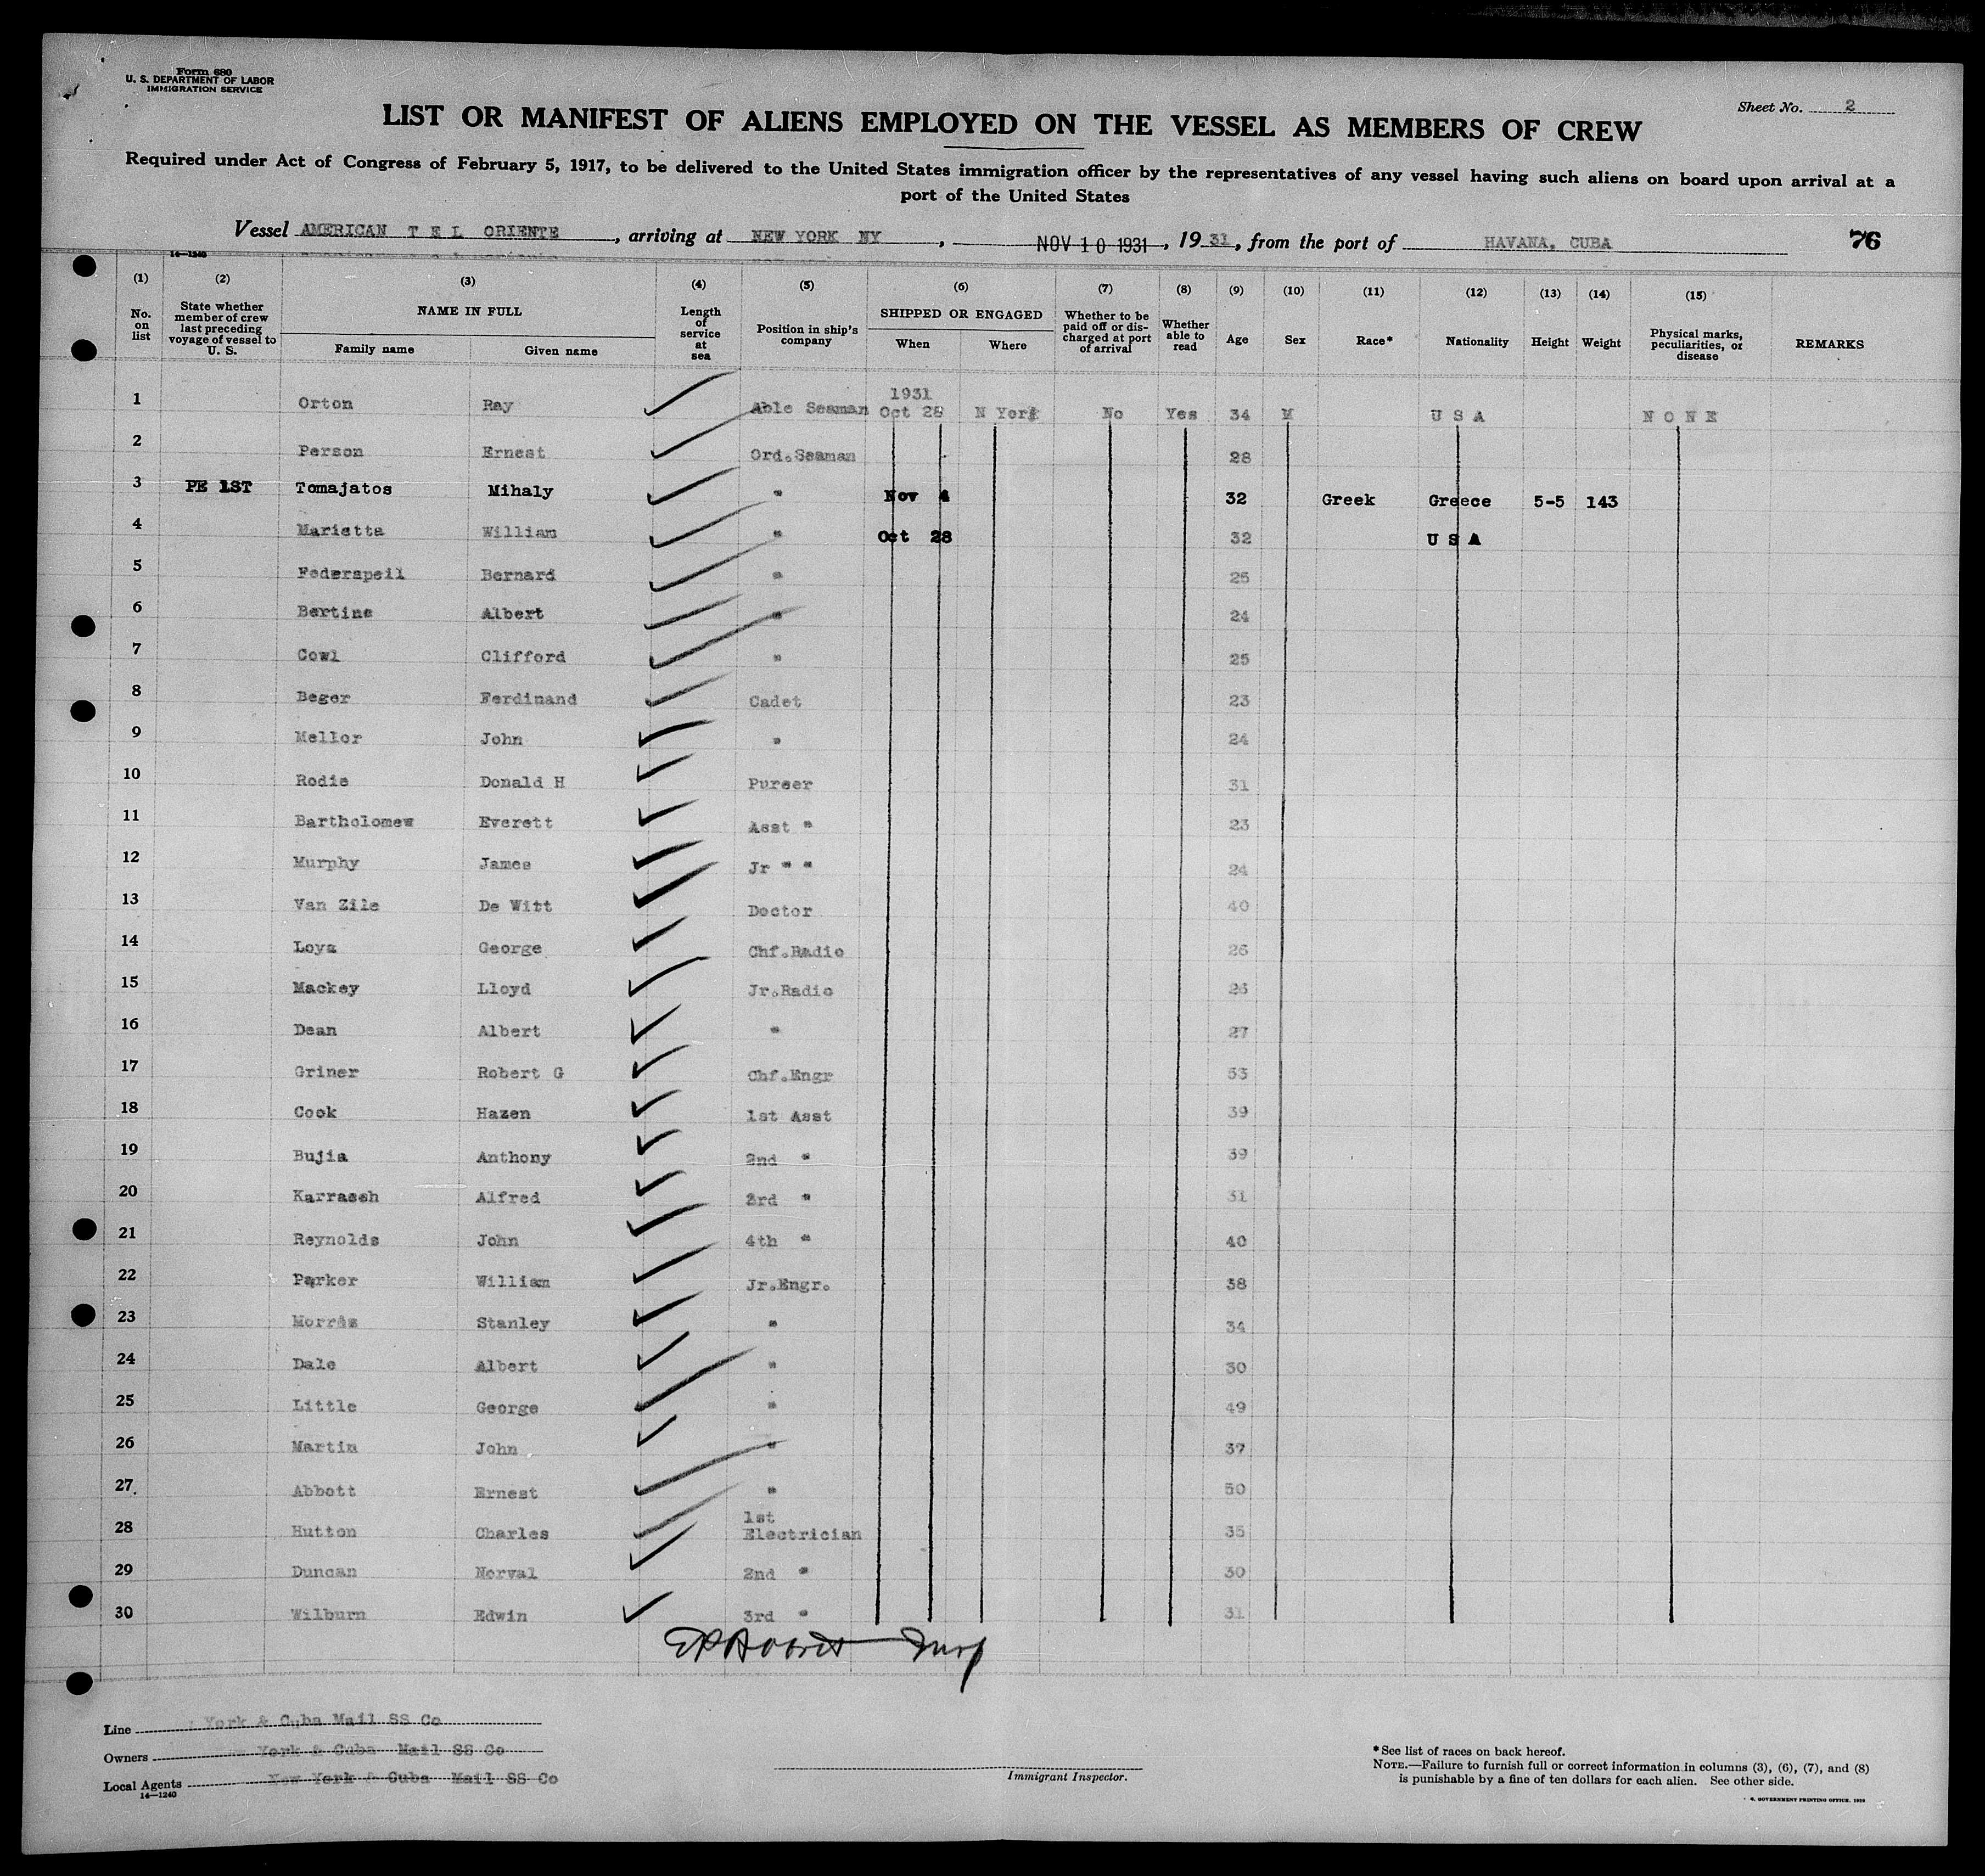 Form 680
U. S. DEPARTMENT OF LABOR
IMMIGRATION SERVICE
Sheet No. 2
LIST OR MANIFEST OF ALIENS EMPLOYED ON THE VESSEL AS MEMBERS OF CREW
Required under Act of Congress of February 5, 1917, to be delivered to the United States immigration officer by the representatives of any vessel having such aliens on board upon arrival at a
port of the United States
Vessel AMERICAN T E L ORIENTE, arriving at NEW YORK NY, NOV 10 1931, 1931, from the port of HAVANA, CUBA 76
14—1240
(1) (2) (3) (4) (5) (6) (7) (8) (9) (10) (11) (12) (13) (14) (15)
No. on list
State whether member of crew last preceding voyage of vessel to U. S.
NAME IN FULL
Family name
Given name
Length of service at sea
Position in ship's company
SHIPPED OR ENGAGED
When
Where
Whether to be paid off or discharged at port of arrival
Whether able to read
Age
Sex
Race*
Nationality
Height
Weight
Physical marks, peculiarities, or disease
REMARKS
1931
1 Orton Ray Able Seaman Oct 28 N York No Yes 34 M U S A N O N E
2 Person Ernest Ord.Seaman 28
3 PE 1ST Tomajatos Mihaly " Nov 4 32 Greek Greece 5-5 143
4 Marietta William " Oct 28 32 U S A
5 Federspeil Bernard " 25
6 Bertine Albert " 24
7 Cowl Clifford " 25
8 Beger Ferdinand Cadet 23
9 Mellor John " 24
10 Rodie Donald H Purser 31
11 Bartholomew Everett Asst " 23
12 Murphy James Jr " " 24
13 Van Zile De Witt Doctor 40
14 Loya George Chf.Radio 26
15 Mackey Lloyd Jr.Radio 26
16 Dean Albert " 27
17 Griner Robert G Chf.Engr 53
18 Cook Hazen 1st Asst 39
19 Bujia Anthony 2nd " 39
20 Karrassh Alfred 3rd " 31
21 Reynolds John 4th " 40
22 Parker William Jr.Engr. 38
23 Morris Stanley " 34
24 Dale Albert " 30
25 Little George " 49
26 Martin John " 37
27. Abbott Ernest " 50
1st
28 Hutton Charles Electrician 35
29 Duncan Norval 2nd " 30
30 Wilburn Edwin 3rd " 31
Line York & Cuba Mail SS Co
Owners York & Cuba Mail SS Co
Local Agents New York & Cuba Mail SS Co
14—1240
Immigrant Inspector.
*See list of races on back hereof.
NOTE.—Failure to furnish full or correct information in columns (3), (6), (7), and (8)
is punishable by a fine of ten dollars for each alien. See other side.
GOVERNMENT PRINTING OFFICE.